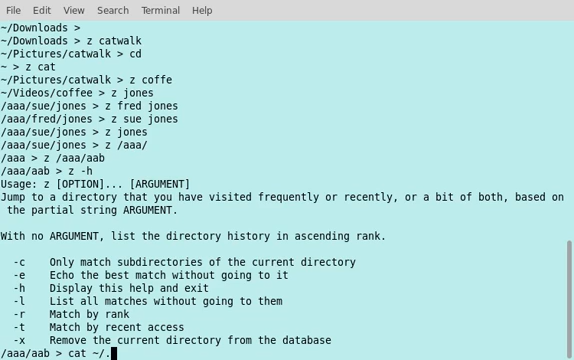 File Edit View Search Terminal Help
~/Downloads >
~/Downloads > z catwalk
~/Pictures/catwalk > cd
~ > z cat
~/Pictures/catwalk > z coffe
~/Videos/coffee > z jones
/aaa/sue/jones > z fred jones
/aaa/fred/jones > z sue jones
/aaa/sue/jones > z jones
/aaa/sue/jones > z /aaa/
/aaa > z /aaa/aab
/aaa/aab > z -h
Usage: z [OPTION]... [ARGUMENT]
Jump to a directory that you have visited frequently or recently, or a bit of both, based on
 the partial string ARGUMENT.

With no ARGUMENT, list the directory history in ascending rank.

  -c    Only match subdirectories of the current directory
  -e    Echo the best match without going to it
  -h    Display this help and exit
  -l    List all matches without going to them
  -r    Match by rank
  -t    Match by recent access
  -x    Remove the current directory from the database
/aaa/aab > cat ~/.